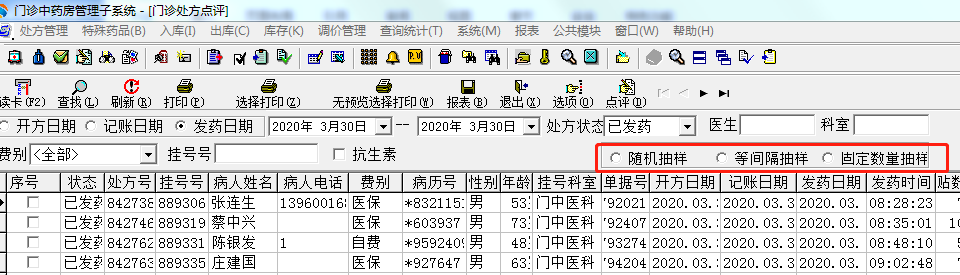 门诊中药房管理子系统 - [门诊处方点评]
处方管理 特殊药品(B) 入库(I) 出库(C) 库存(K) 调价管理 查询统计(T) 系统(M) 报表 公共模块 窗口(W) 帮助(H)
读卡(F2) 查找(L) 刷新(R) 打印(P) 选择打印(Z) 无预览选择打印(W) 报表(B) 退出(X) 选项(O) 点评(L)
开方日期 记账日期 发药日期 2020年 3月30日 -- 2020年 3月30日 处方状态 已发药 医生 科室
费别 <全部> 挂号号 抗生素 随机抽样 等间隔抽样 固定数量抽样
序号 状态 处方号 挂号号 病人姓名 病人电话 费别 病历号 性别 年龄 挂号科室 单据号 开方日期 记账日期 发药日期 发药时间 贴数
已发药 842738 889306 张连生 139600168 医保 *8832115 男 53 门中医科 '92021 2020.03. 2020.03.3 2020.03. 08:28:23
已发药 842746 889319 蔡中兴 医保 *603937 男 73 门中医科 '92407 2020.03. 2020.03.3 2020.03. 08:35:01 10
已发药 842762 889331 陈银发 1 自费 *9592409 男 48 门中医科 '93274 2020.03. 2020.03.3 2020.03. 08:48:10
已发药 842763 889335 庄建国 医保 *927647 男 63 门中医科 '94204 2020.03. 2020.03.3 2020.03. 09:02:48